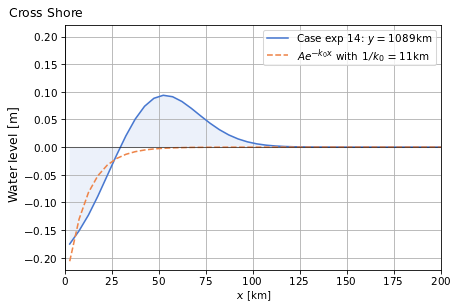 Cross Shore
Case exp 14: y = 1089km
Ae^{-k_0 x} with 1/k_0 = 11km
Water level [m]
0.20
0.15
0.10
0.05
0.00
−0.05
−0.10
−0.15
−0.20
0 25 50 75 100 125 150 175 200
x [km]